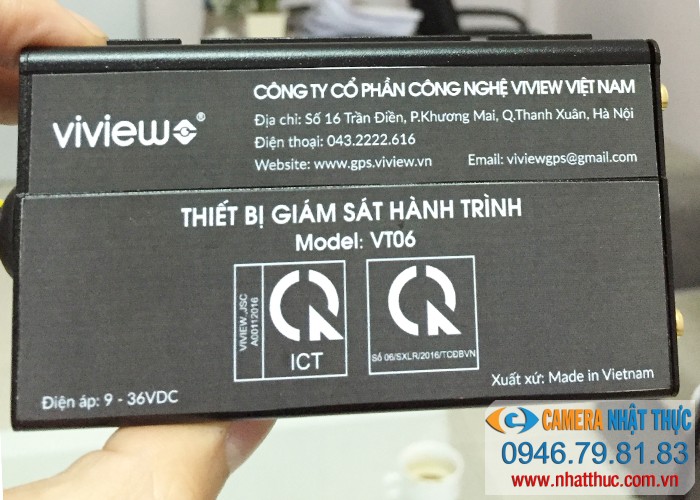 viview®
CÔNG TY CỔ PHẦN CÔNG NGHỆ VIVIEW VIỆT NAM
Địa chỉ: Số 16 Trần Điền, P.Khương Mai, Q.Thanh Xuân, Hà Nội
Điện thoại: 043.2222.616
Website: www.gps.viview.vn Email: viviewgps@gmail.com
THIẾT BỊ GIÁM SÁT HÀNH TRÌNH
Model: VT06
VIVIEW.,JSC
A00112016
ICT
Số 06/SXLR/2016/TCĐBVN
Điện áp: 9 - 36VDC
Xuất xứ: Made in Vietnam
CAMERA NHẬT THỰC
0946.79.81.83
www.nhatthuc.com.vn